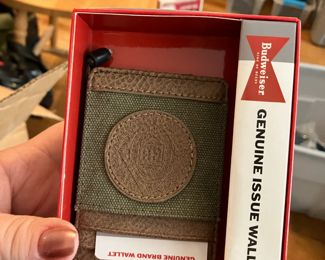 Budweiser
GENUINE ISSUE WALL
GENUINE BRAND WALLET